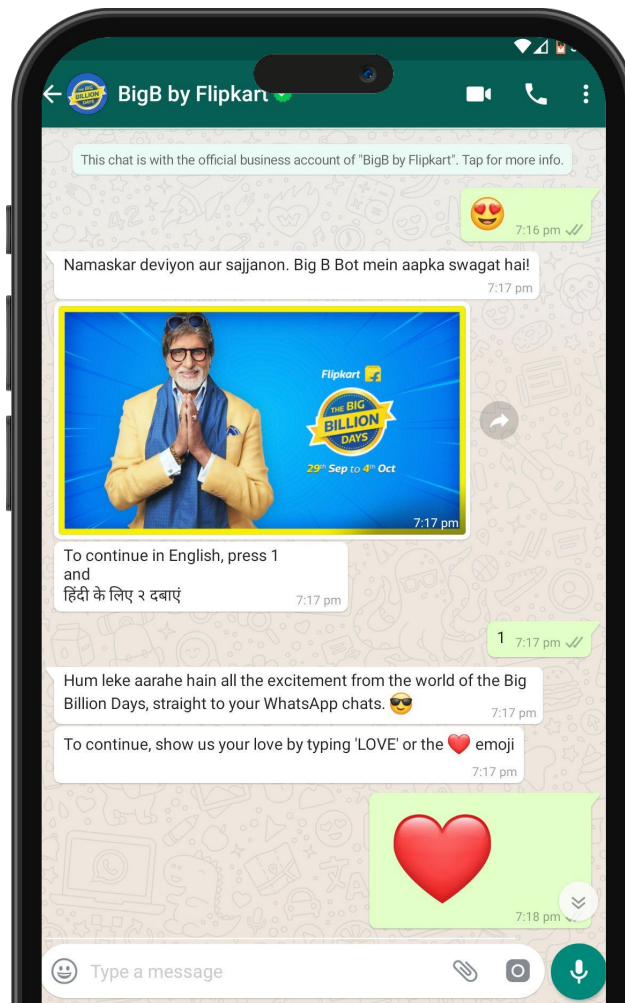 BigB by Flipkart
This chat is with the official business account of "BigB by Flipkart". Tap for more info.
7:16 pm
Namaskar deviyon aur sajjanon. Big B Bot mein aapka swagat hai!
7:17 pm
THE BIG
BILLION
DAYS
Flipkart
THE BIG
BILLION
DAYS
29th Sep to 4th Oct
7:17 pm
To continue in English, press 1
and
हिंदी के लिए २ दबाएं
7:17 pm
1 7:17 pm
Hum leke aarahe hain all the excitement from the world of the Big
Billion Days, straight to your WhatsApp chats. 😎
7:17 pm
To continue, show us your love by typing 'LOVE' or the ❤️ emoji
7:17 pm
7:18 pm
Type a message